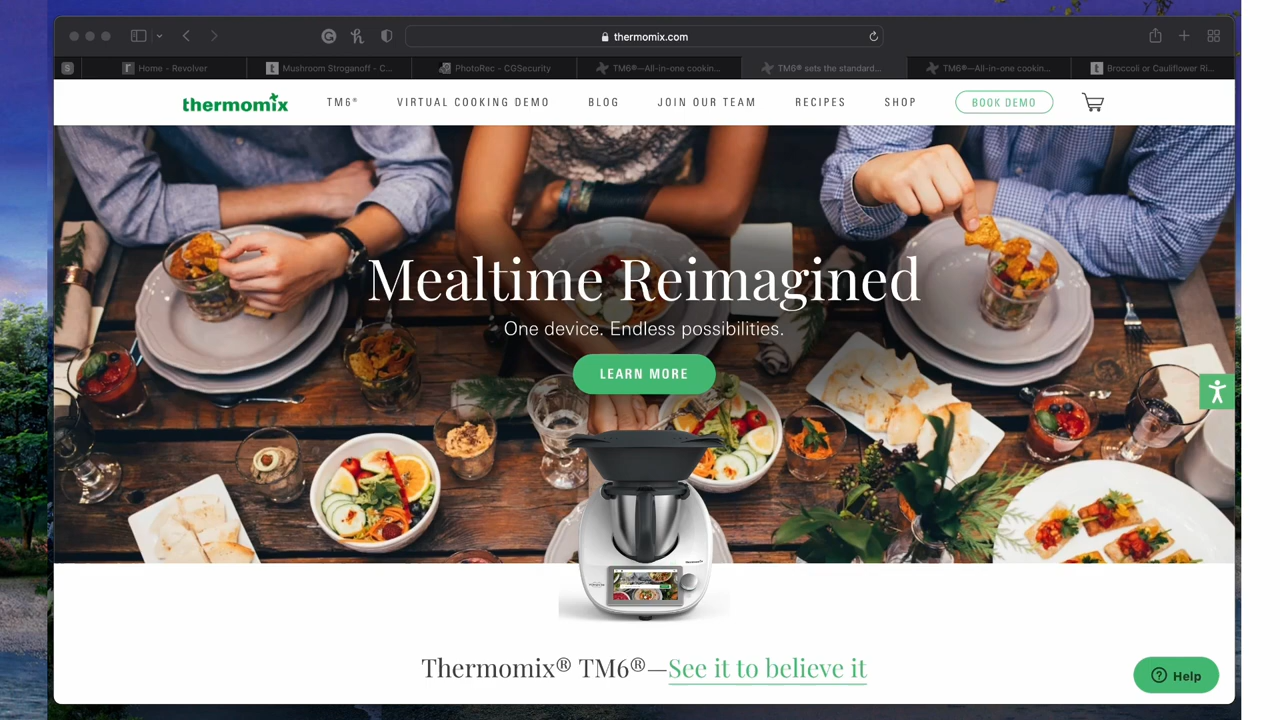 thermomix.com
S
Home - Revolver
Mushroom Stroganoff - C...
PhotoRec - CGSecurity
TM6®—All-in-one cookin...
TM6® sets the standard...
TM6®—All-in-one cookin...
Broccoli or Cauliflower Ri...
thermomix
TM6®
VIRTUAL COOKING DEMO
BLOG
JOIN OUR TEAM
RECIPES
SHOP
BOOK DEMO
Mealtime Reimagined
One device. Endless possibilities.
LEARN MORE
Thermomix® TM6®—See it to believe it
Help